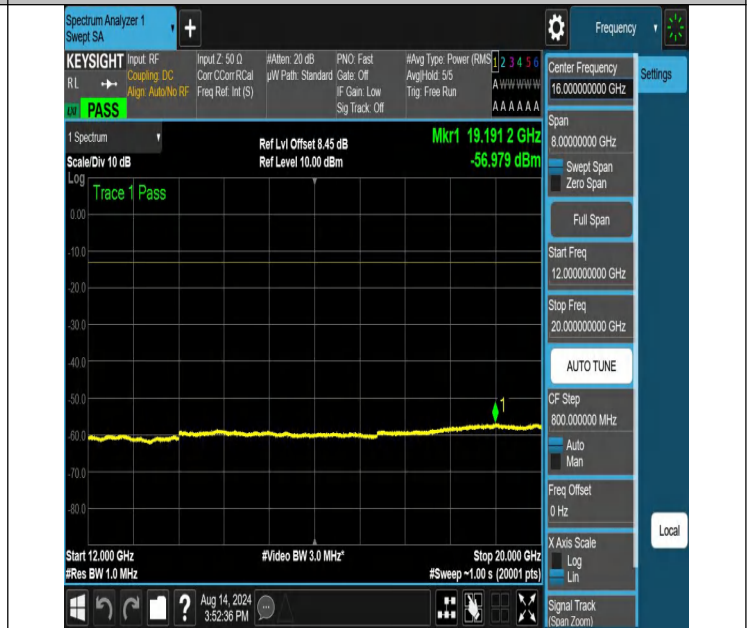 Spectrum Analyzer 1
Swept SA
+
Frequency
KEYSIGHT
RL
PASS
Input: RF
Coupling: DC
Align: Auto/No RF
Input Z: 50 Ω
Corr CCorr RCal
Freq Ref: Int (S)
#Atten: 20 dB
µW Path: Standard
PNO: Fast
Gate: Off
IF Gain: Low
Sig Track: Off
#Avg Type: Power (RMS
Avg|Hold: 5/5
Trig: Free Run
1 2 3 4 5 6
A W W W W W
A A A A A A
1 Spectrum
Scale/Div 10 dB
Ref Lvl Offset 8.45 dB
Ref Level 10.00 dBm
Mkr1 19.191 2 GHz
-56.979 dBm
Log
Trace 1 Pass
0.00
-10.0
-20.0
-30.0
-40.0
-50.0
-60.0
-70.0
-80.0
1
Start 12.000 GHz
#Res BW 1.0 MHz
#Video BW 3.0 MHz*
Stop 20.000 GHz
#Sweep ~1.00 s (20001 pts)
Center Frequency
16.000000000 GHz
Settings
Span
8.00000000 GHz
Swept Span
Zero Span
Full Span
Start Freq
12.000000000 GHz
Stop Freq
20.000000000 GHz
AUTO TUNE
CF Step
800.000000 MHz
Auto
Man
Freq Offset
0 Hz
X Axis Scale
Log
Lin
Signal Track
(Span Zoom)
Local
?
Aug 14, 2024
3:52:36 PM